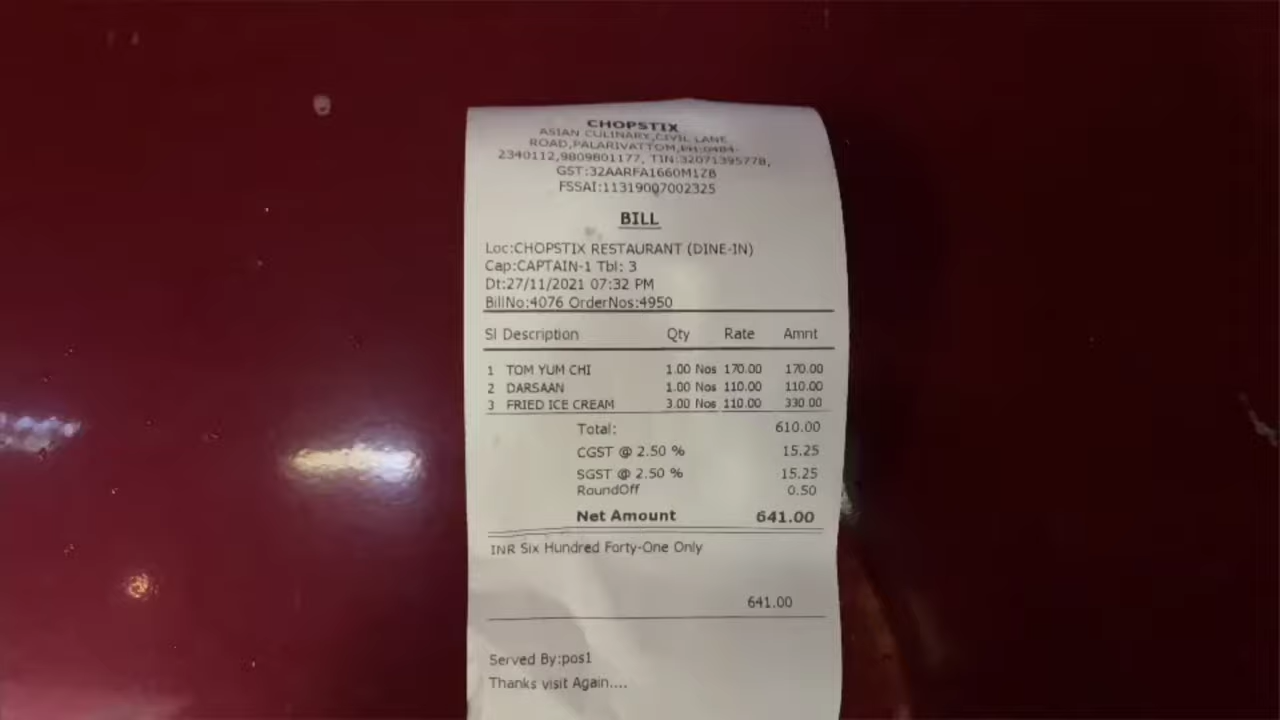 CHOPSTIX
ASIAN CULINARY,CIVIL LANE
ROAD,PALARIVATTOM,PH:0484-
2340112,9809801177, TIN:32071395778,
GST:32AARFA1660M1ZB
FSSAI:11319007002325
BILL
Loc:CHOPSTIX RESTAURANT (DINE-IN)
Cap:CAPTAIN-1 Tbl: 3
Dt:27/11/2021 07:32 PM
BillNo:4076 OrderNos:4950
Sl Description Qty Rate Amnt
1 TOM YUM CHI 1.00 Nos 170.00 170.00
2 DARSAAN 1.00 Nos 110.00 110.00
3 FRIED ICE CREAM 3.00 Nos 110.00 330.00
Total: 610.00
CGST @ 2.50 % 15.25
SGST @ 2.50 % 15.25
RoundOff 0.50
Net Amount 641.00
INR Six Hundred Forty-One Only
641.00
Served By:pos1
Thanks visit Again....